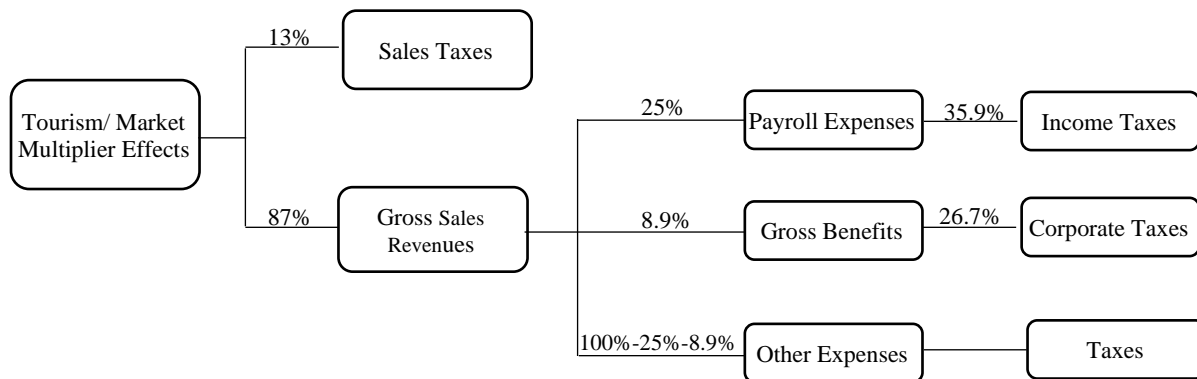 13%
Sales Taxes
Tourism/ Market
Multiplier Effects
25%
Payroll Expenses
35.9%
Income Taxes
87%
Gross Sales
Revenues
8.9%
Gross Benefits
26.7%
Corporate Taxes
100%-25%-8.9%
Other Expenses
Taxes